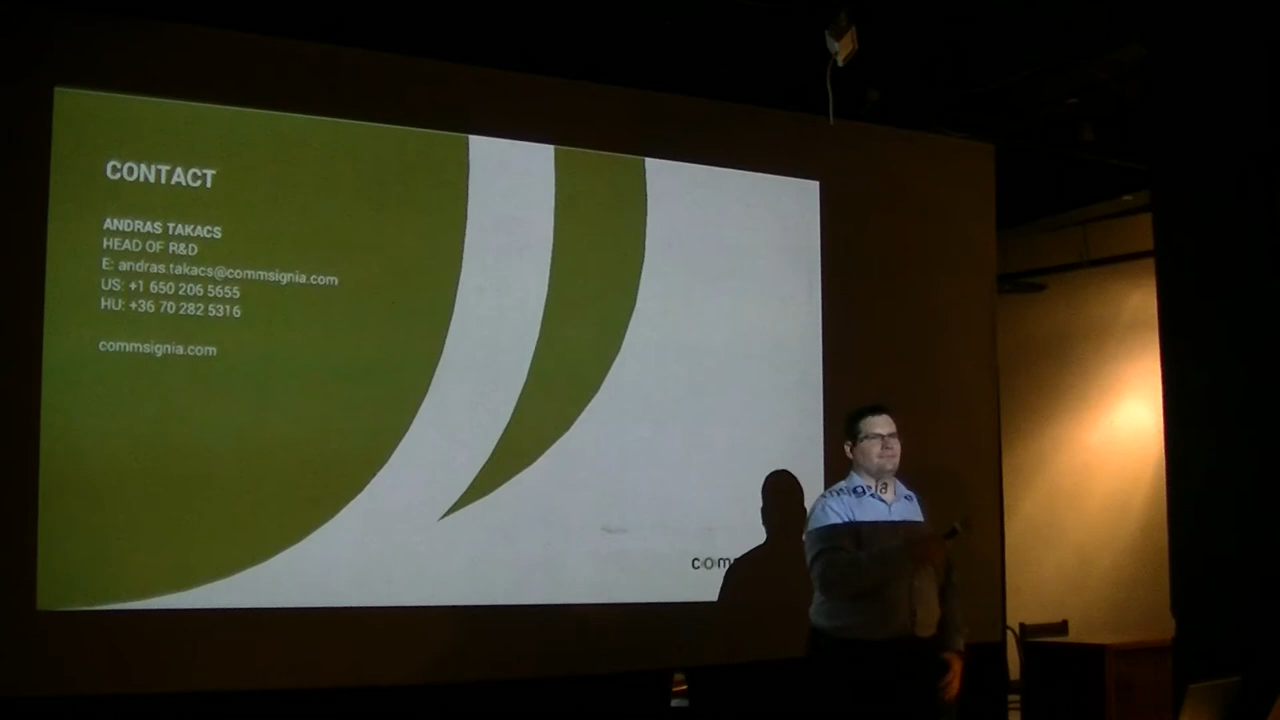 CONTACT
ANDRAS TAKACS
HEAD OF R&D
E: andras.takacs@commsignia.com
US: +1 650 206 5655
HU: +36 70 282 5316
commsignia.com
comm